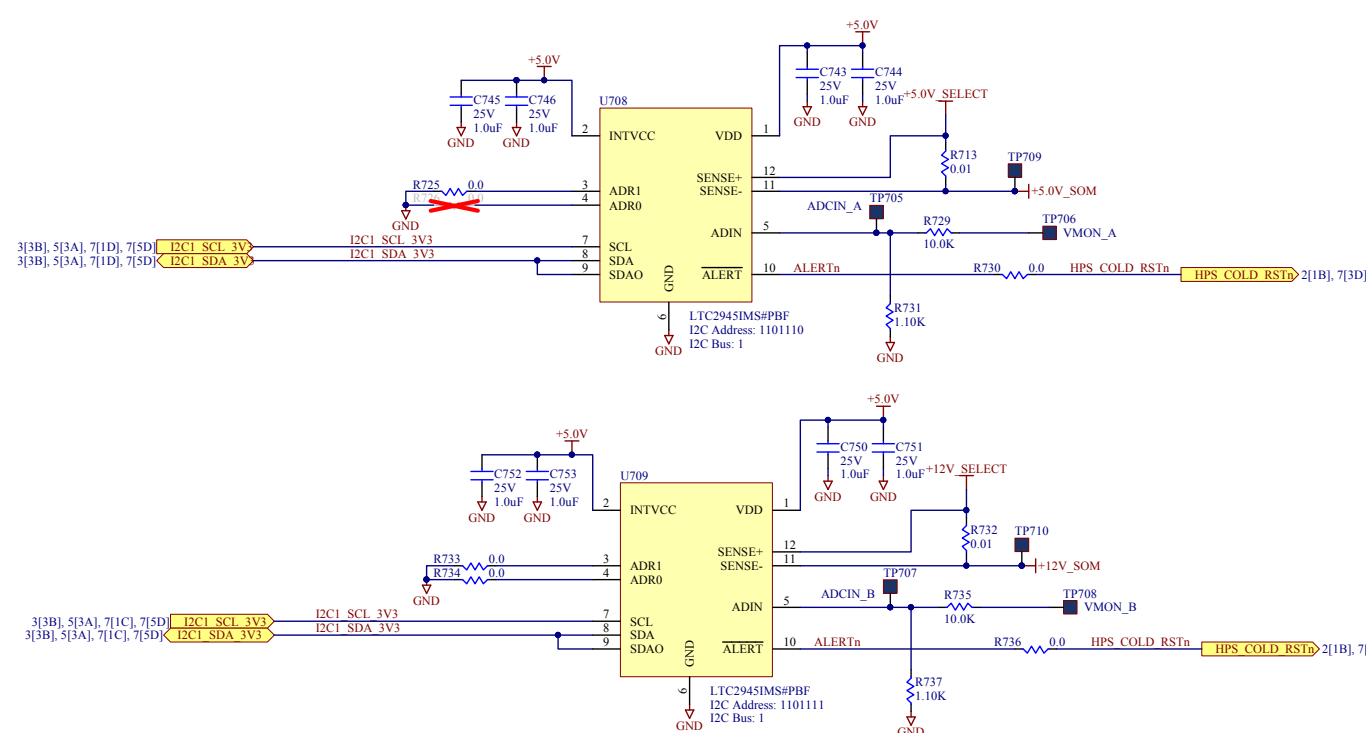 +5.0V
+5.0V
C743
25V
1.0uF
C744
25V
1.0uF
+5.0V_SELECT
C745
25V
1.0uF
C746
25V
1.0uF
GND
GND
GND
GND
U708
2 INTVCC
VDD 1
R713
0.01
TP709
SENSE+ 12
SENSE- 11
+5.0V_SOM
R725 0.0
3 ADR1
R726 0.0
4 ADR0
GND
ADCIN_A
TP705
R729
10.0K
TP706
VMON_A
ADIN 5
3[3B], 5[3A], 7[1D], 7[5D] I2C1_SCL_3V3 I2C1_SCL_3V3 7 SCL
3[3B], 5[3A], 7[1D], 7[5D] I2C1_SDA_3V3 I2C1_SDA_3V3 8 SDA
9 SDAO
GND
ALERT 10 ALERTn R730 0.0 HPS_COLD_RSTn HPS_COLD_RSTn 2[1B], 7[3D]
R731
1.10K
GND
6
GND
LTC2945IMS#PBF
I2C Address: 1101110
I2C Bus: 1
+5.0V
+5.0V
C750
25V
1.0uF
C751
25V
1.0uF
+12V_SELECT
C752
25V
1.0uF
C753
25V
1.0uF
GND
GND
GND
GND
U709
2 INTVCC
VDD 1
R732
0.01
TP710
SENSE+ 12
SENSE- 11
+12V_SOM
R733 0.0
3 ADR1
R734 0.0
4 ADR0
GND
ADCIN_B
TP707
R735
10.0K
TP708
VMON_B
ADIN 5
3[3B], 5[3A], 7[1C], 7[5D] I2C1_SCL_3V3 I2C1_SCL_3V3 7 SCL
3[3B], 5[3A], 7[1C], 7[5D] I2C1_SDA_3V3 I2C1_SDA_3V3 8 SDA
9 SDAO
GND
ALERT 10 ALERTn R736 0.0 HPS_COLD_RSTn HPS_COLD_RSTn 2[1B], 7[
R737
1.10K
GND
6
GND
LTC2945IMS#PBF
I2C Address: 1101111
I2C Bus: 1